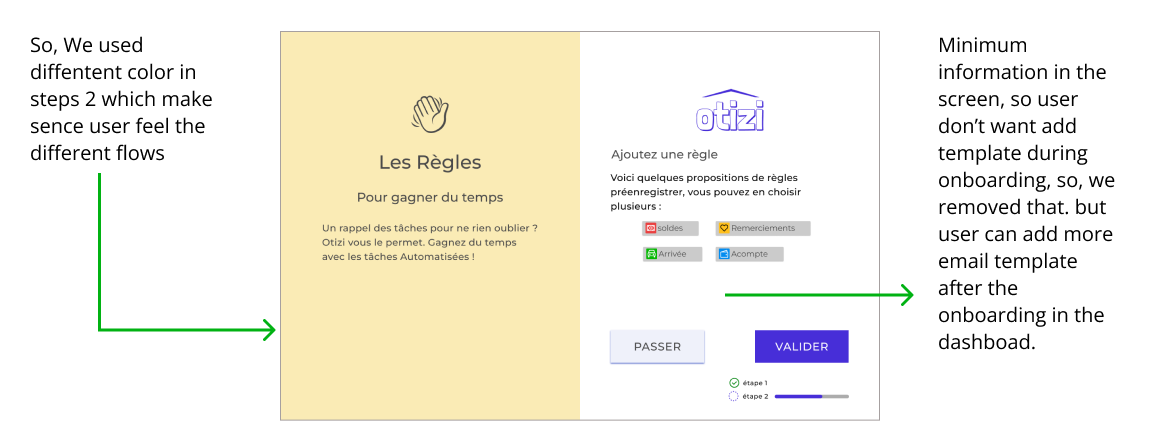 So, We used
diffentent color in
steps 2 which make
sence user feel the
different flows
Les Règles
Pour gagner du temps
Un rappel des tâches pour ne rien oublier ?
Otizi vous le permet. Gagnez du temps
avec les tâches Automatisées !
otizi
Ajoutez une règle
Voici quelques propositions de règles
préenregistrer, vous pouvez en choisir
plusieurs :
soldes
Remerciements
Arrivée
Acompte
PASSER
VALIDER
étape 1
étape 2
Minimum
information in the
screen, so user
don’t want add
template during
onboarding, so, we
removed that. but
user can add more
email template
after the
onboarding in the
dashboad.